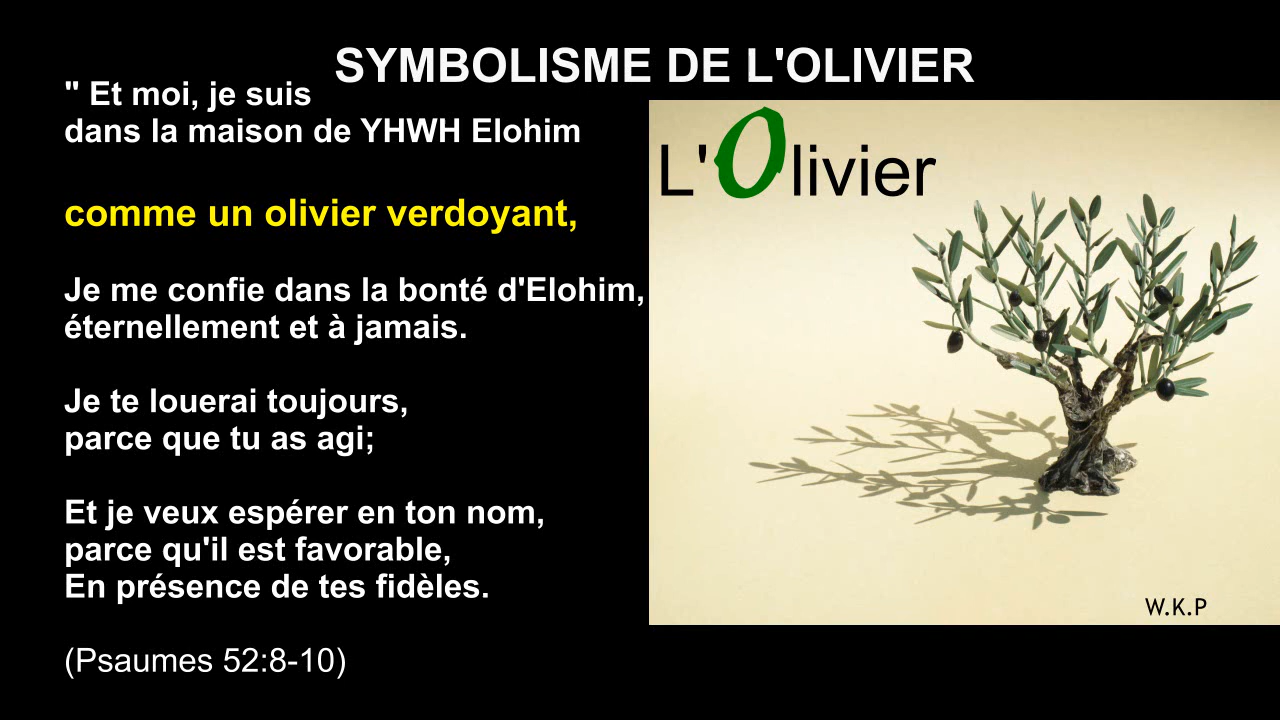 SYMBOLISME DE L'OLIVIER
" Et moi, je suis
dans la maison de YHWH Elohim
comme un olivier verdoyant,
Je me confie dans la bonté d'Elohim,
éternellement et à jamais.
Je te louerai toujours,
parce que tu as agi;
Et je veux espérer en ton nom,
parce qu'il est favorable,
En présence de tes fidèles.
(Psaumes 52:8-10)
L'Olivier
W.K.P